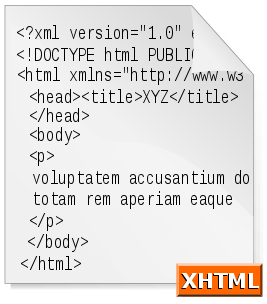 <?xml version="1.0"
<!DOCTYPE html PUBLIC
<html xmlns="http://www.w3
<head><title>XYZ</title>
</head>
<body>
<p>
voluptatem accusantium do
totam rem aperiam eaque
</p>
</body>
</html>
XHTML